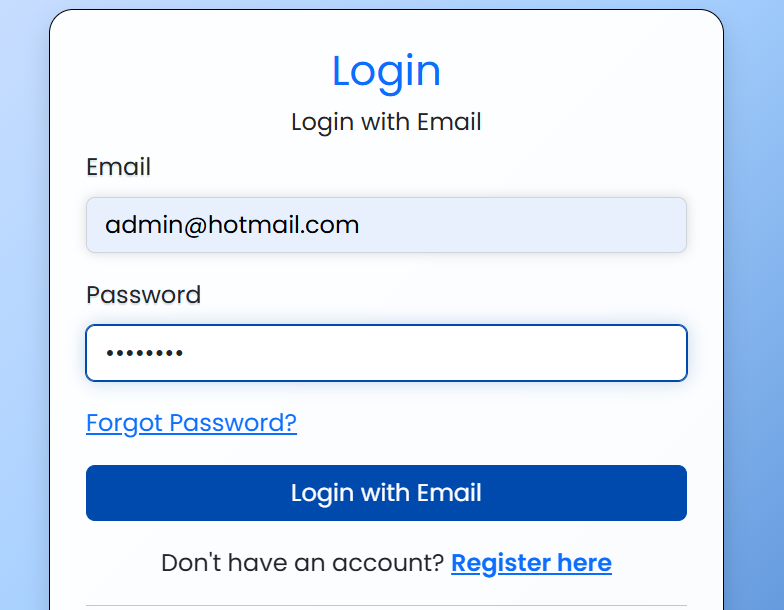 Login
Login with Email
Email
admin@hotmail.com
Password
••••••••
Forgot Password?
Login with Email
Don't have an account? Register here